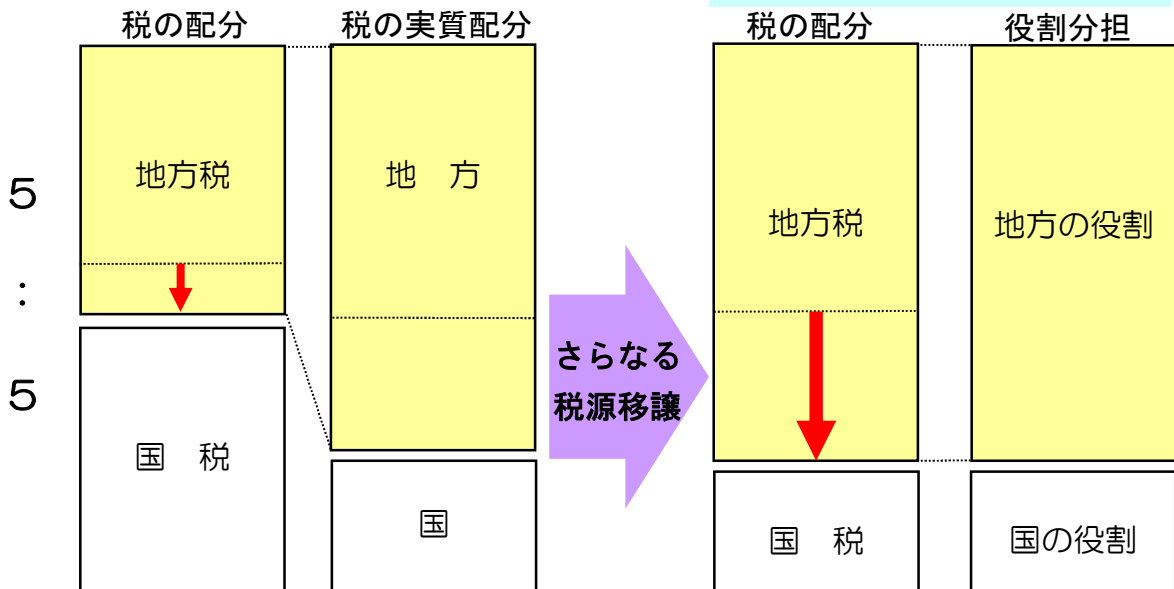 税の配分
税の実質配分
税の配分
役割分担
5
:
5
地方税
地 方
国 税
国
さらなる
税源移譲
地方税
地方の役割
国 税
国の役割